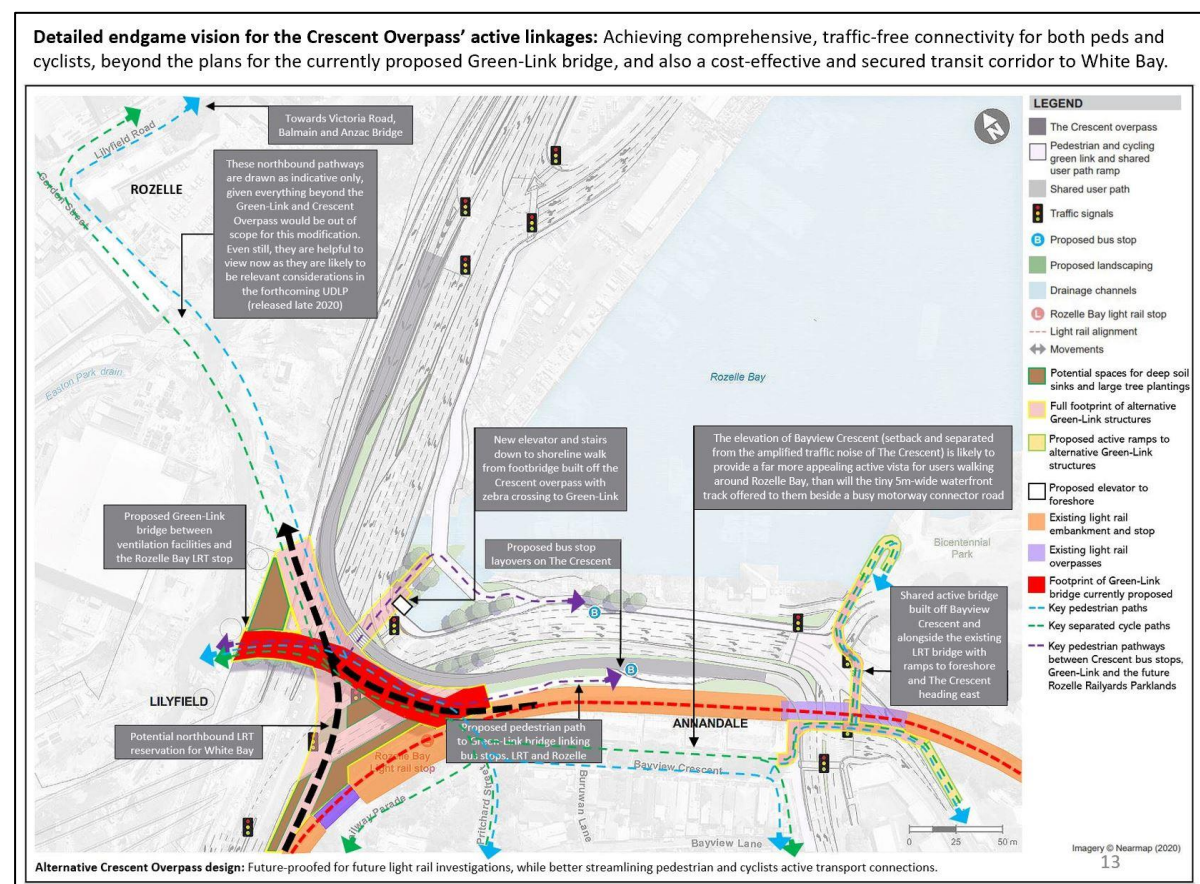 Detailed endgame vision for the Crescent Overpass’ active linkages: Achieving comprehensive, traffic-free connectivity for both peds and
cyclists, beyond the plans for the currently proposed Green-Link bridge, and also a cost-effective and secured transit corridor to White Bay.
Towards Victoria Road,
Balmain and Anzac Bridge
Lilyfield Road
Gordon Street
ROZELLE
These northbound pathways
are drawn as indicative only,
given everything beyond the
Green-Link and Crescent
Overpass would be out of
scope for this modification.
Even still, they are helpful to
view now as they are likely to
be relevant considerations in
the forthcoming UDLP
(released late 2020)
N
Easton Park drain
Rozelle Bay
New elevator and stairs
down to shoreline walk
from footbridge built off the
Crescent overpass with
zebra crossing to Green-Link
The elevation of Bayview Crescent (setback and separated
from the amplified traffic noise of The Crescent) is likely to
provide a far more appealing active vista for users walking
around Rozelle Bay, than will the tiny 5m-wide waterfront
track offered to them beside a busy motorway connector road
Proposed Green-Link
bridge between
ventilation facilities and
the Rozelle Bay LRT stop
Proposed bus stop
layovers on The Crescent
Bicentennial
Park
B
B
Shared active bridge
built off Bayview
Crescent and
alongside the existing
LRT bridge with
ramps to foreshore
and The Crescent
heading east
LILYFIELD
ANNANDALE
Potential northbound LRT
reservation for White Bay
Proposed pedestrian path
to Green-Link bridge linking
bus stops, LRT and Rozelle
Rozelle Bay
Light rail stop
Railway Parade
Pritchard Street
Buruwan Lane
Bayview Crescent
Bayview Lane
0 25 50 m
LEGEND
The Crescent overpass
Pedestrian and cycling
green link and shared
user path ramp
Shared user path
Traffic signals
B Proposed bus stop
Proposed landscaping
Drainage channels
L Rozelle Bay light rail stop
Light rail alignment
Movements
Potential spaces for deep soil
sinks and large tree plantings
Full footprint of alternative
Green-Link structures
Proposed active ramps to
alternative Green-Link
structures
Proposed elevator to
foreshore
Existing light rail
embankment and stop
Existing light rail
overpasses
Footprint of Green-Link
bridge currently proposed
Key pedestrian paths
Key separated cycle paths
Key pedestrian pathways
between Crescent bus stops,
Green-Link and the future
Rozelle Railyards Parklands
Imagery © Nearmap (2020)
13
Alternative Crescent Overpass design: Future-proofed for future light rail investigations, while better streamlining pedestrian and cyclists active transport connections.